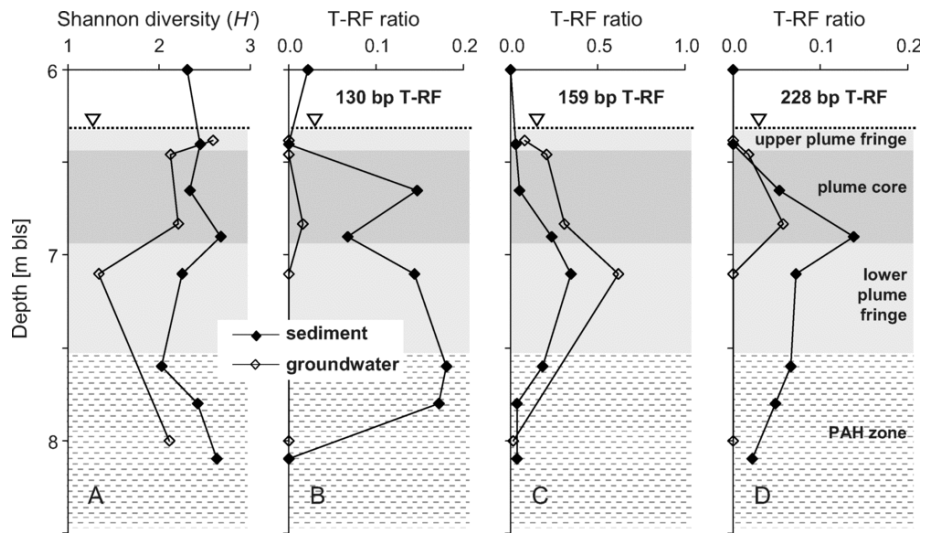 Shannon diversity (H')
T-RF ratio
T-RF ratio
T-RF ratio
1 2 3
0.0 0.1 0.2
0.0 0.5 1.0
0.0 0.1 0.2
6
7
8
Depth [m bls]
130 bp T-RF
159 bp T-RF
228 bp T-RF
upper plume fringe
plume core
lower
plume
fringe
sediment
groundwater
PAH zone
A
B
C
D